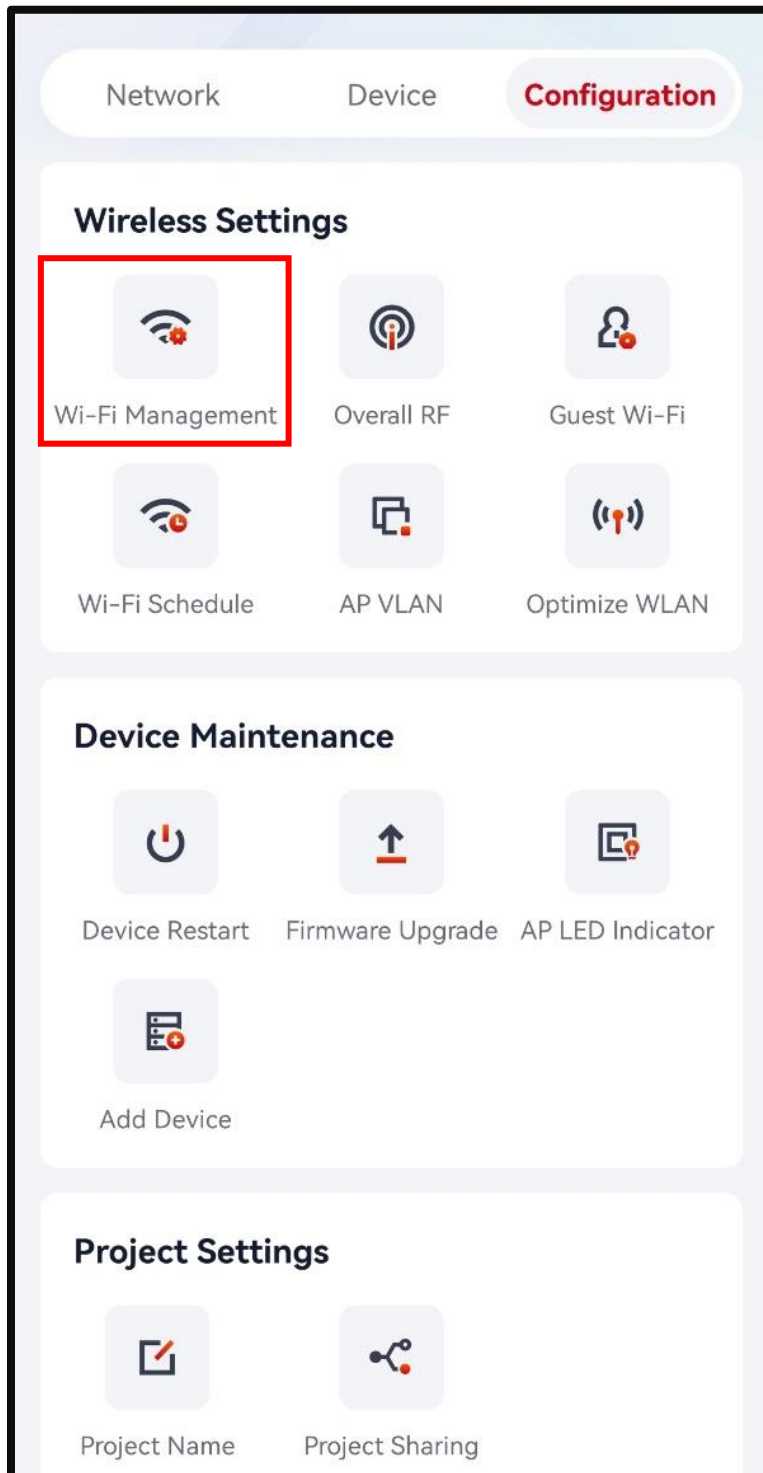 Network Device Configuration
Wireless Settings
Wi-Fi Management Overall RF Guest Wi-Fi
Wi-Fi Schedule AP VLAN Optimize WLAN
Device Maintenance
Device Restart Firmware Upgrade AP LED Indicator
Add Device
Project Settings
Project Name Project Sharing